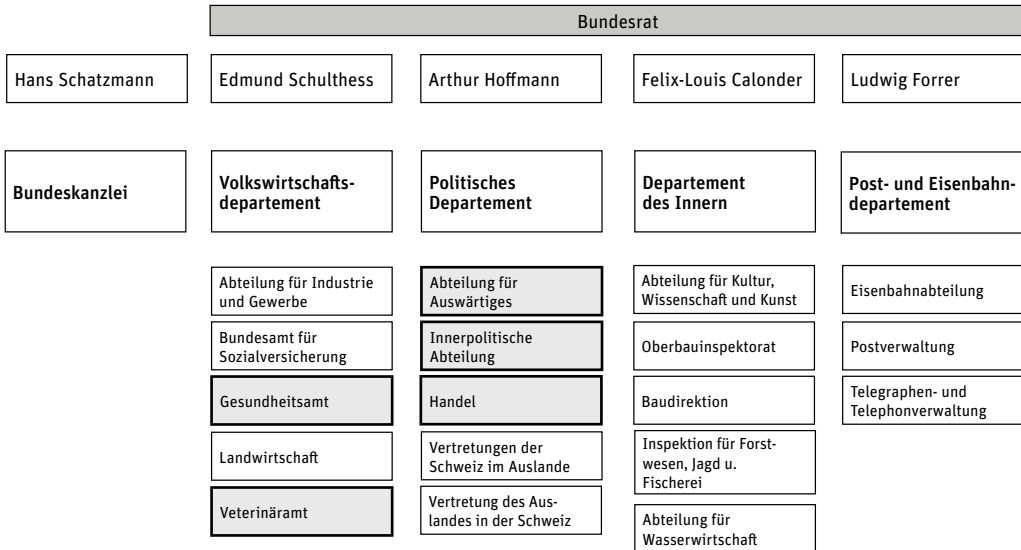 Bundesrat
Hans Schatzmann
Edmund Schulthess
Arthur Hoffmann
Felix-Louis Calonder
Ludwig Forrer
Bundeskanzlei
Volkswirtschafts-
departement
Politisches
Departement
Departement
des Innern
Post- und Eisenbahn-
departement
Abteilung für Industrie
und Gewerbe
Bundesamt für
Sozialversicherung
Gesundheitsamt
Landwirtschaft
Veterinäramt
Abteilung für
Auswärtiges
Innerpolitische
Abteilung
Handel
Vertretungen der
Schweiz im Auslande
Vertretung des Aus-
landes in der Schweiz
Abteilung für Kultur,
Wissenschaft und Kunst
Oberbauinspektorat
Baudirektion
Inspektion für Forst-
wesen, Jagd u.
Fischerei
Abteilung für
Wasserwirtschaft
Eisenbahnabteilung
Postverwaltung
Telegraphen- und
Telephonverwaltung